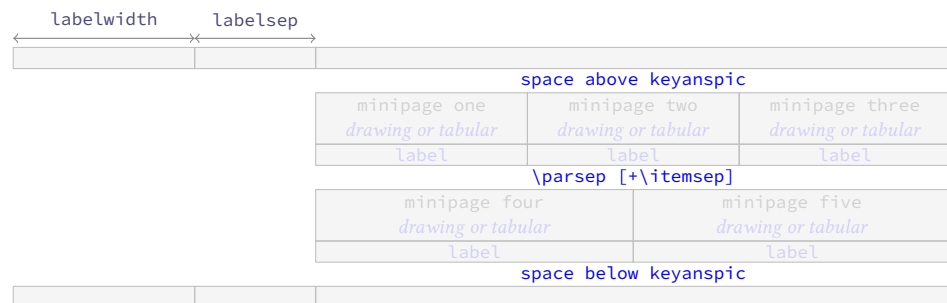 labelwidth labelsep
space above keyanspic
minipage one minipage two minipage three
drawing or tabular drawing or tabular drawing or tabular
label label label
\parsep [+\itemsep]
minipage four minipage five
drawing or tabular drawing or tabular
label label
space below keyanspic